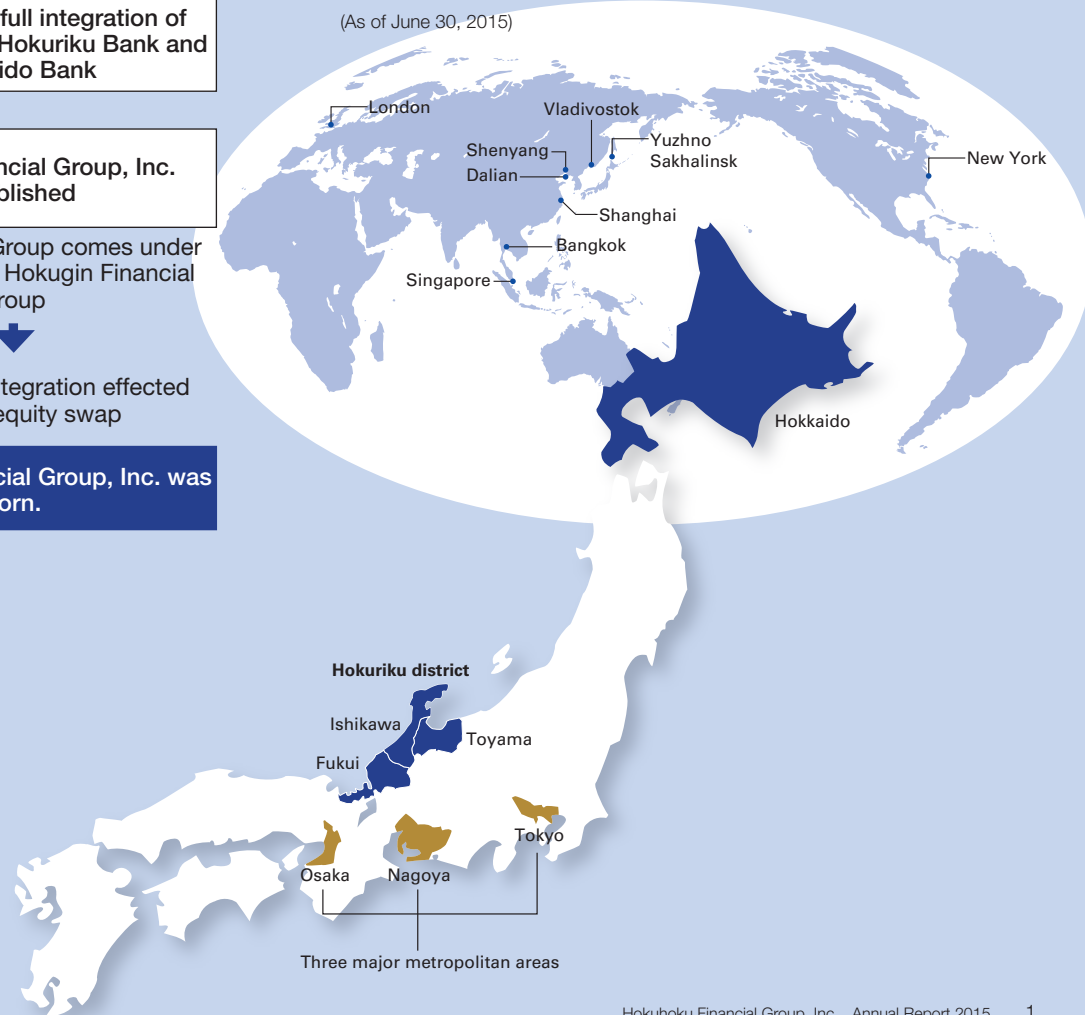 full integration of
Hokuriku Bank and
ido Bank
ncial Group, Inc.
blished
Group comes under
Hokugin Financial
roup
ntegration effected
equity swap
cial Group, Inc. was
orn.
(As of June 30, 2015)
London
Vladivostok
Yuzhno
Sakhalinsk
Shenyang
Dalian
New York
Shanghai
Bangkok
Singapore
Hokkaido
Hokuriku district
Ishikawa
Toyama
Fukui
Tokyo
Osaka
Nagoya
Three major metropolitan areas
Hokuhoku Financial Group, Inc. Annual Report 2015 1